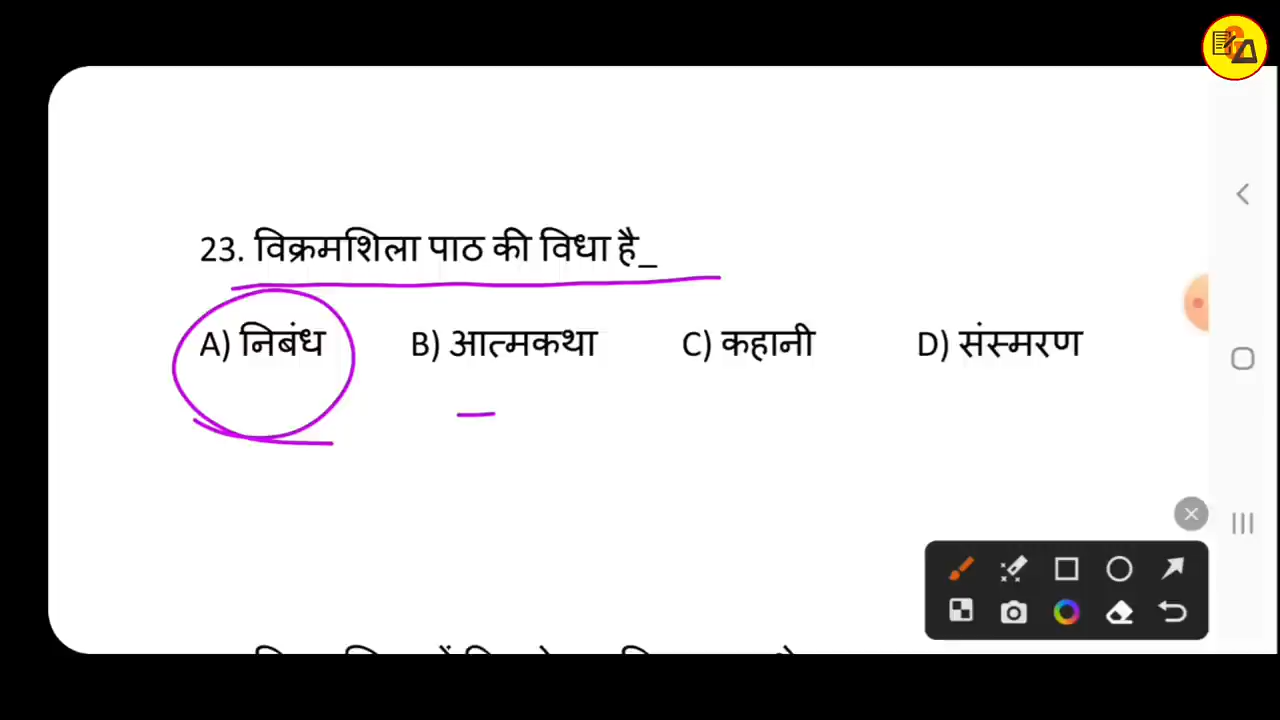 23. विक्रमशिला पाठ की विधा है_
A) निबंध B) आत्मकथा C) कहानी D) संस्मरण